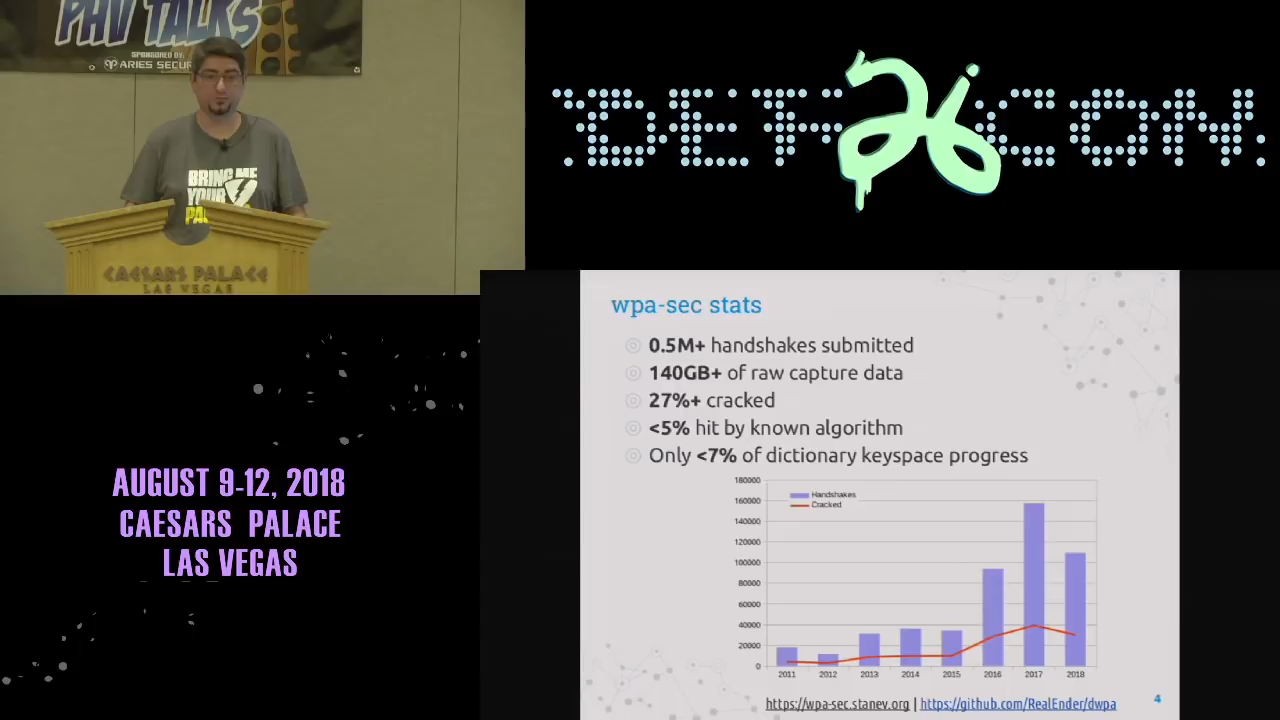 PHV TALKS
SPONSORED BY:
ARIES SECUR
BRING ME
YOUR
CAESARS PALACE
LAS VEGAS
DEF 26 CON
wpa-sec stats
0.5M+ handshakes submitted
140GB+ of raw capture data
27%+ cracked
<5% hit by known algorithm
Only <7% of dictionary keyspace progress
180000
160000
140000
120000
100000
80000
60000
40000
20000
0
Handshakes
Cracked
2011 2012 2013 2014 2015 2016 2017 2018
https://wpa-sec.stanev.org | https://github.com/RealEnder/dwpa
4
AUGUST 9-12, 2018
CAESARS PALACE
LAS VEGAS